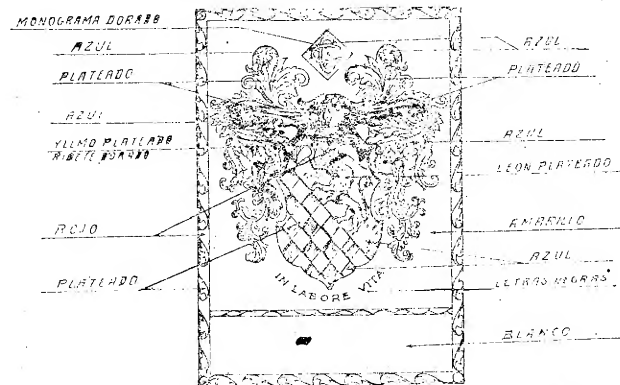 MONOGRAMA DORADO
AZUL
PLATEADO
AZUL
YELMO PLATEADO
RIBETE DORADO
ROJO
PLATEADO
AZUL
PLATEADO
AZUL
LEON PLATEADO
AMARILLO
AZUL
LETRAS NEGRAS
BLANCO
IN LABORE VITA